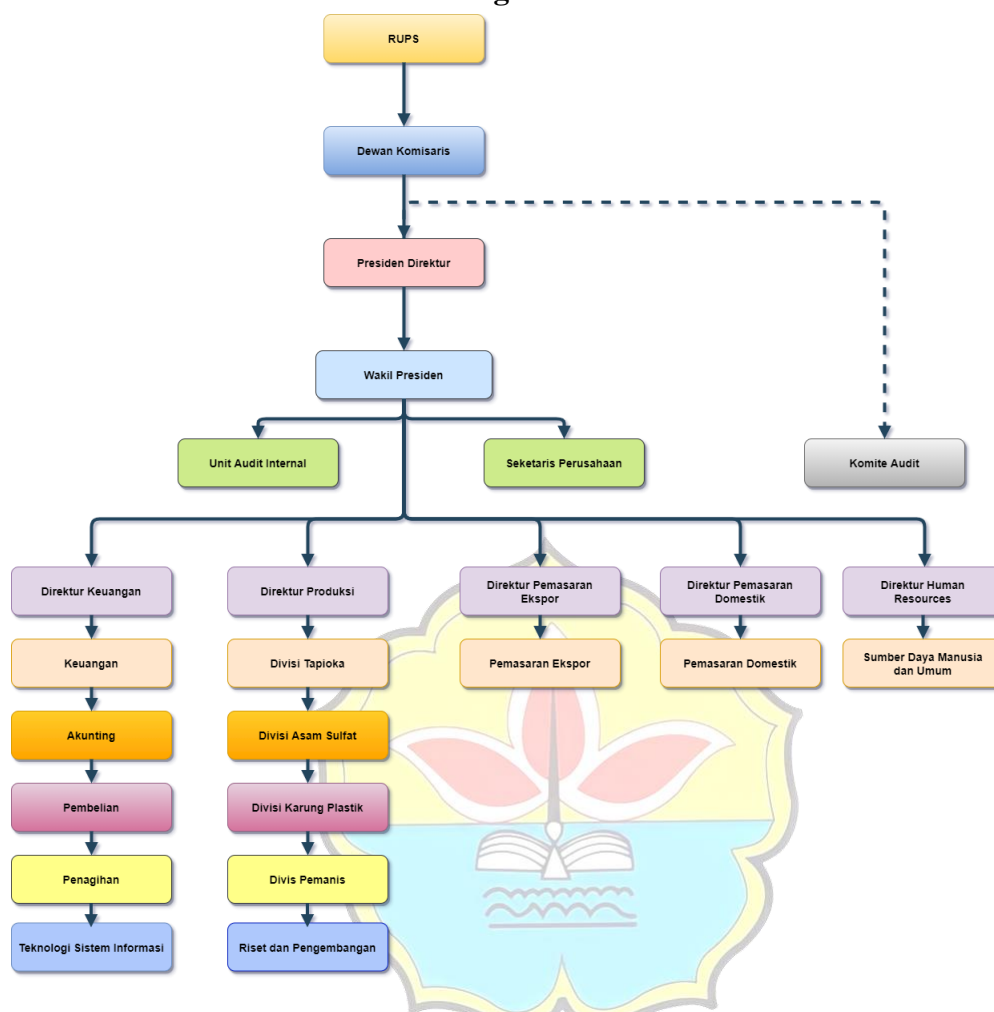 RUPS
Dewan Komisaris
Presiden Direktur
Wakil Presiden
Unit Audit Internal
Seketaris Perusahaan
Komite Audit
Direktur Keuangan
Direktur Produksi
Direktur Pemasaran
Ekspor
Direktur Pemasaran
Domestik
Direktur Human
Resources
Keuangan
Divisi Tapioka
Pemasaran Ekspor
Pemasaran Domestik
Sumber Daya Manusia
dan Umum
Akunting
Divisi Asam Sulfat
Pembelian
Divisi Karung Plastik
Penagihan
Divis Pemanis
Teknologi Sistem Informasi
Riset dan Pengembangan